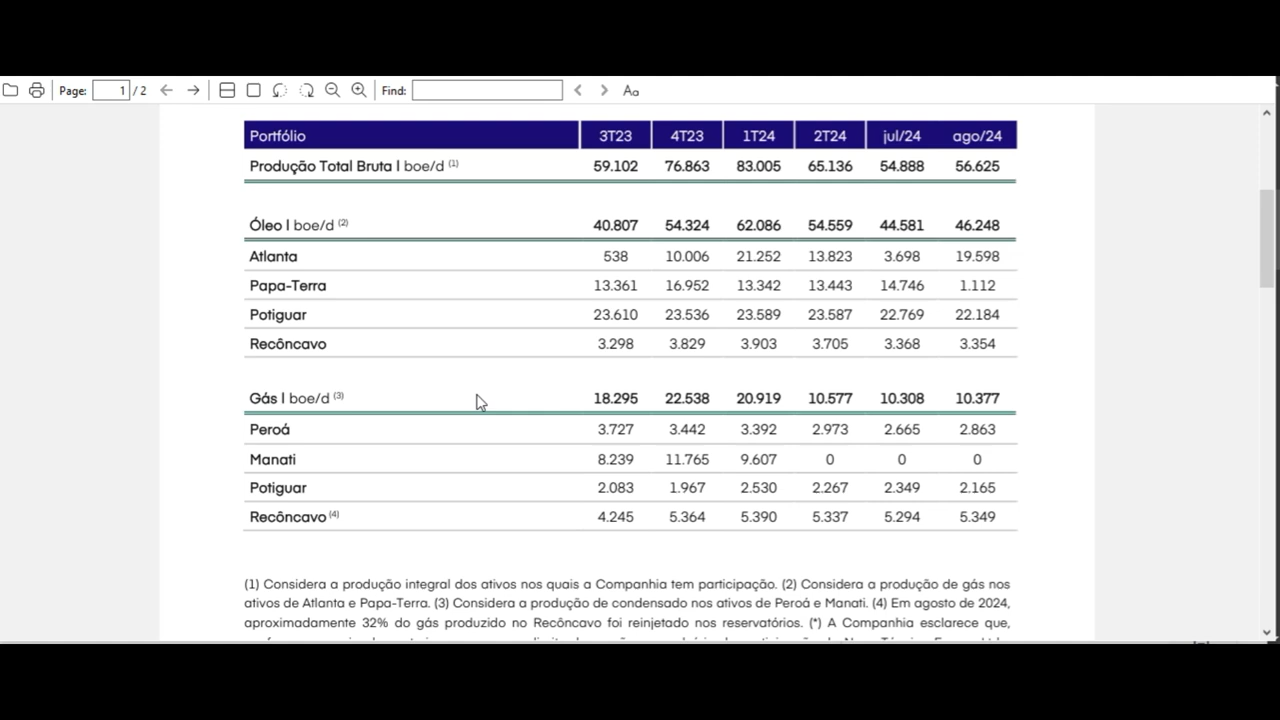 Page: 1 / 2 Find: Aa
Portfólio 3T23 4T23 1T24 2T24 jul/24 ago/24
Produção Total Bruta | boe/d (1) 59.102 76.863 83.005 65.136 54.888 56.625
Óleo | boe/d (2) 40.807 54.324 62.086 54.559 44.581 46.248
Atlanta 538 10.006 21.252 13.823 3.698 19.598
Papa-Terra 13.361 16.952 13.342 13.443 14.746 1.112
Potiguar 23.610 23.536 23.589 23.587 22.769 22.184
Recôncavo 3.298 3.829 3.903 3.705 3.368 3.354
Gás | boe/d (3) 18.295 22.538 20.919 10.577 10.308 10.377
Peroá 3.727 3.442 3.392 2.973 2.665 2.863
Manati 8.239 11.765 9.607 0 0 0
Potiguar 2.083 1.967 2.530 2.267 2.349 2.165
Recôncavo (4) 4.245 5.364 5.390 5.337 5.294 5.349
(1) Considera a produção integral dos ativos nos quais a Companhia tem participação. (2) Considera a produção de gás nos
ativos de Atlanta e Papa-Terra. (3) Considera a produção de condensado nos ativos de Peroá e Manati. (4) Em agosto de 2024,
aproximadamente 32% do gás produzido no Recôncavo foi reinjetado nos reservatórios. (*) A Companhia esclarece que,